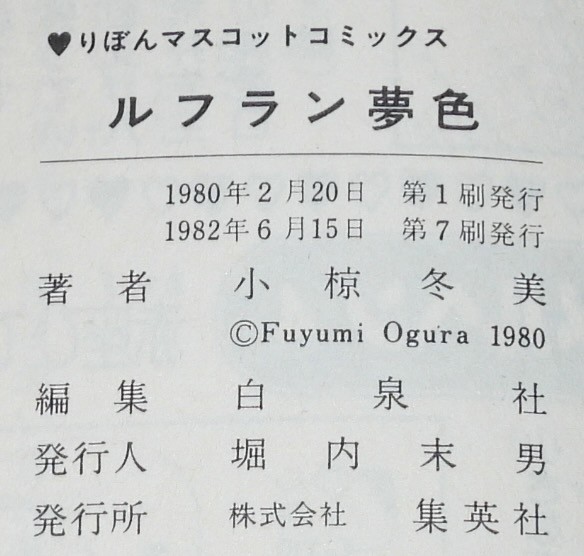 ♥りぼんマスコットコミックス
ルフラン夢色
1980年2月20日 第1刷発行
1982年6月15日 第7刷発行
著者 小椋冬美
©Fuyumi Ogura 1980
編集 白泉社
発行人 堀内末男
発行所 株式会社 集英社